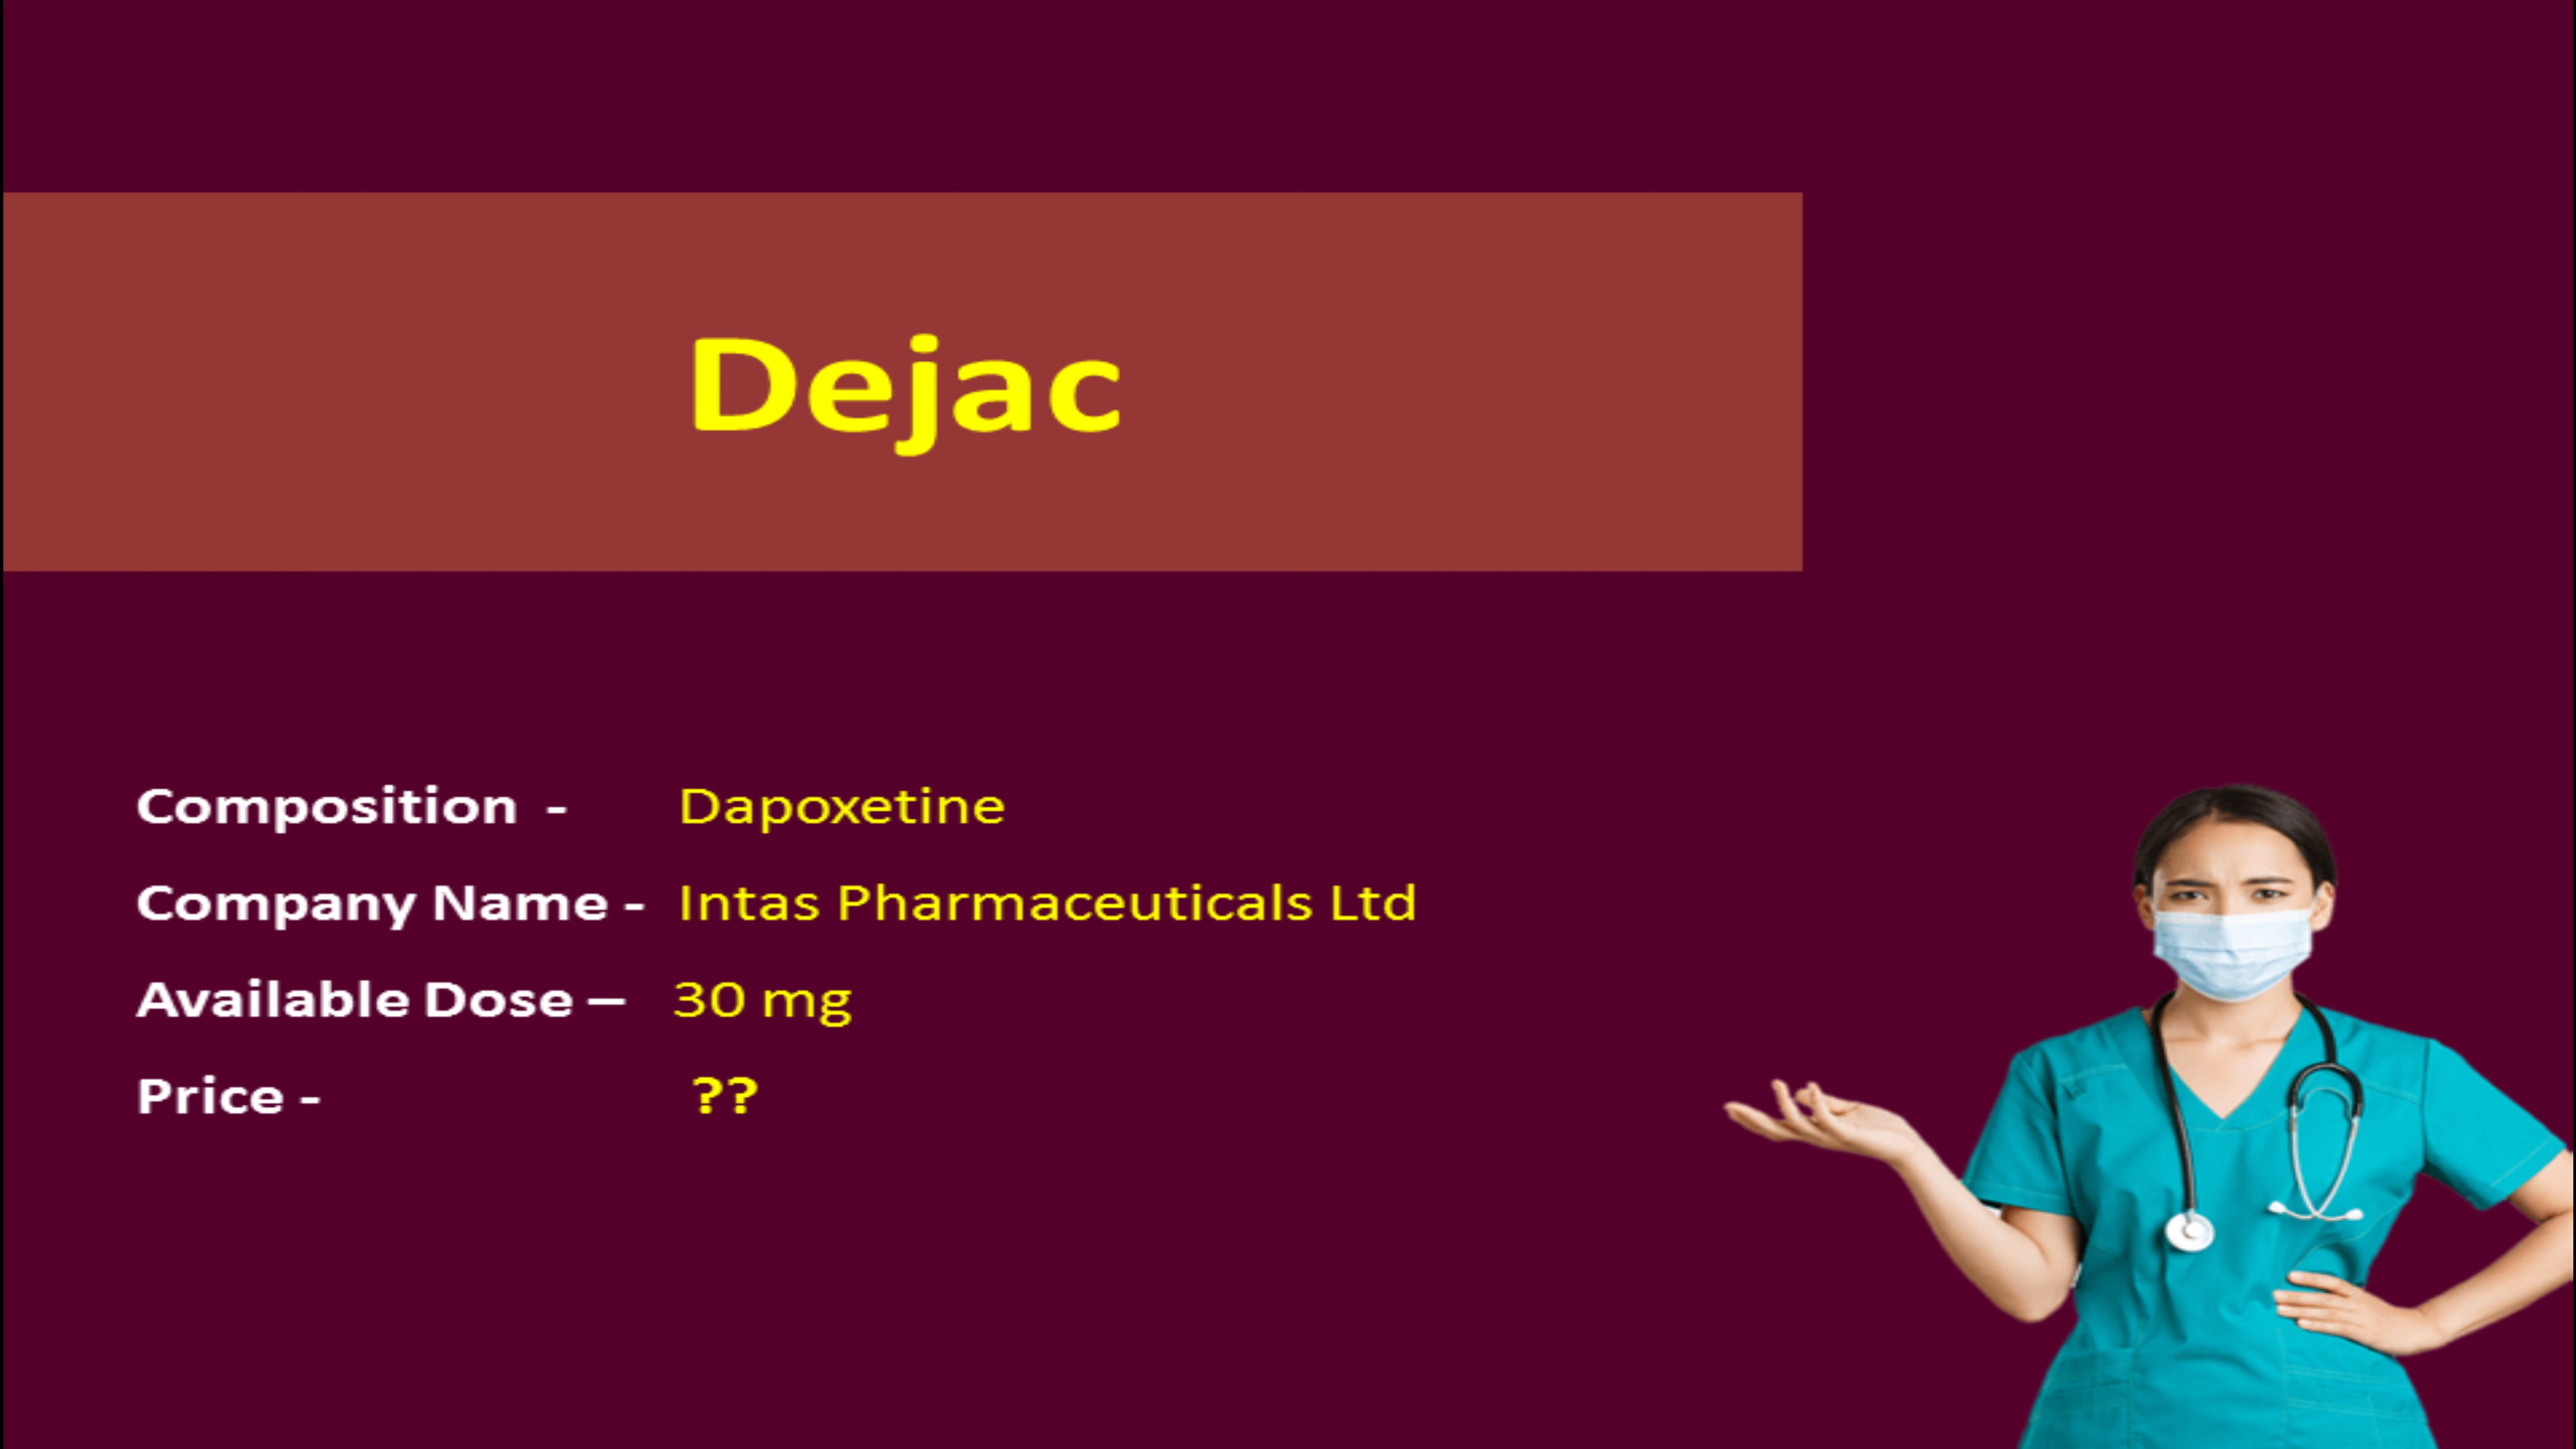 Dejac
Composition - Dapoxetine
Company Name - Intas Pharmaceuticals Ltd
Available Dose – 30 mg
Price - ??